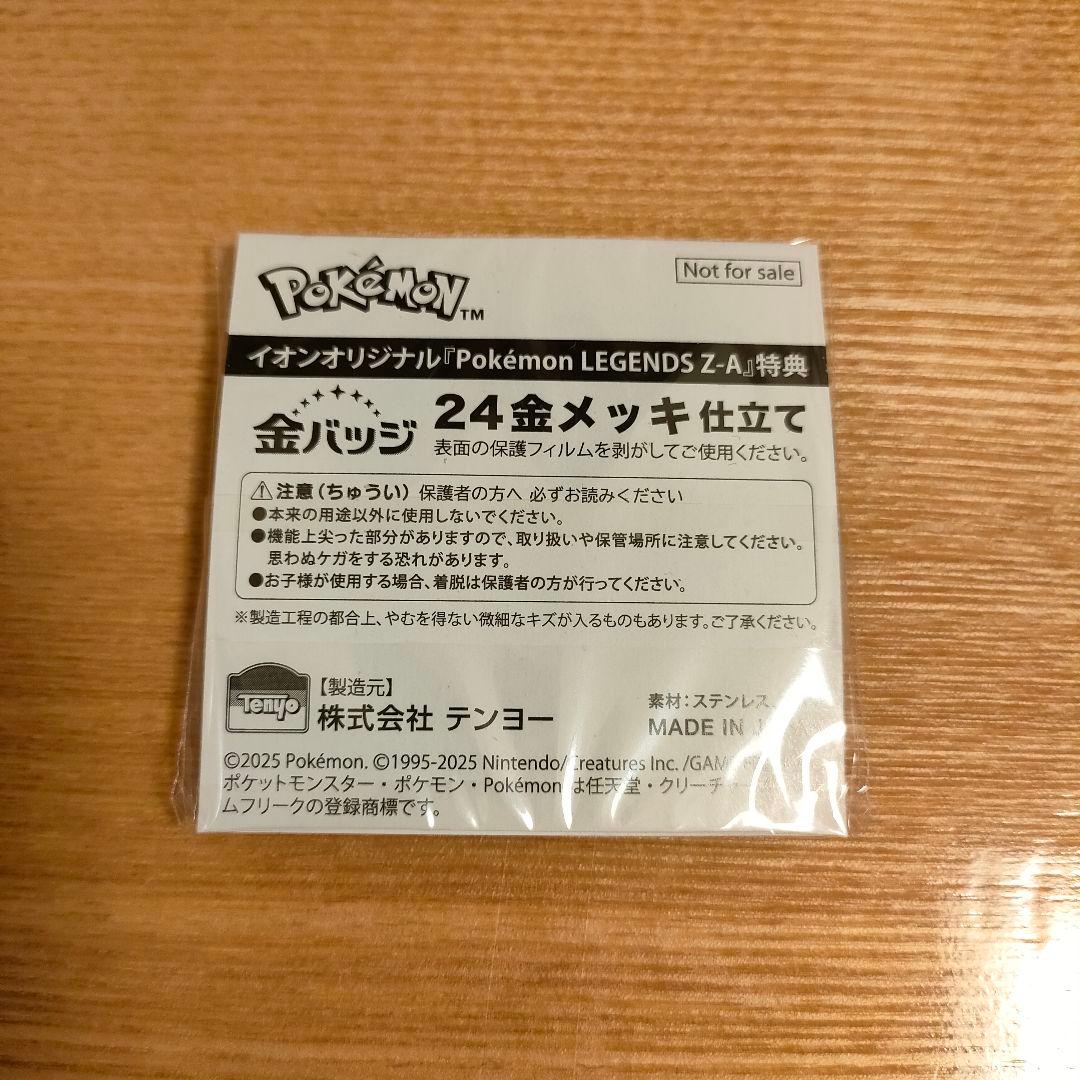 POKéMON™
Not for sale
イオンオリジナル『Pokémon LEGENDS Z-A』特典
金バッジ
24金メッキ仕立て
表面の保護フィルムを剥がしてご使用ください。
⚠注意(ちゅうい) 保護者の方へ 必ずお読みください
●本来の用途以外に使用しないでください。
●機能上尖った部分がありますので、取り扱いや保管場所に注意してください。
思わぬケガをする恐れがあります。
●お子様が使用する場合、着脱は保護者の方が行ってください。
※製造工程の都合上、やむを得ない微細なキズが入るものもあります。ご了承ください。
Tenyo
【製造元】
株式会社 テンヨー
素材:ステンレス
MADE IN
©2025 Pokémon. ©1995-2025 Nintendo/Creatures Inc. /GAME
ポケットモンスター・ポケモン・Pokémonは任天堂・クリーチャー
ムフリークの登録商標です。